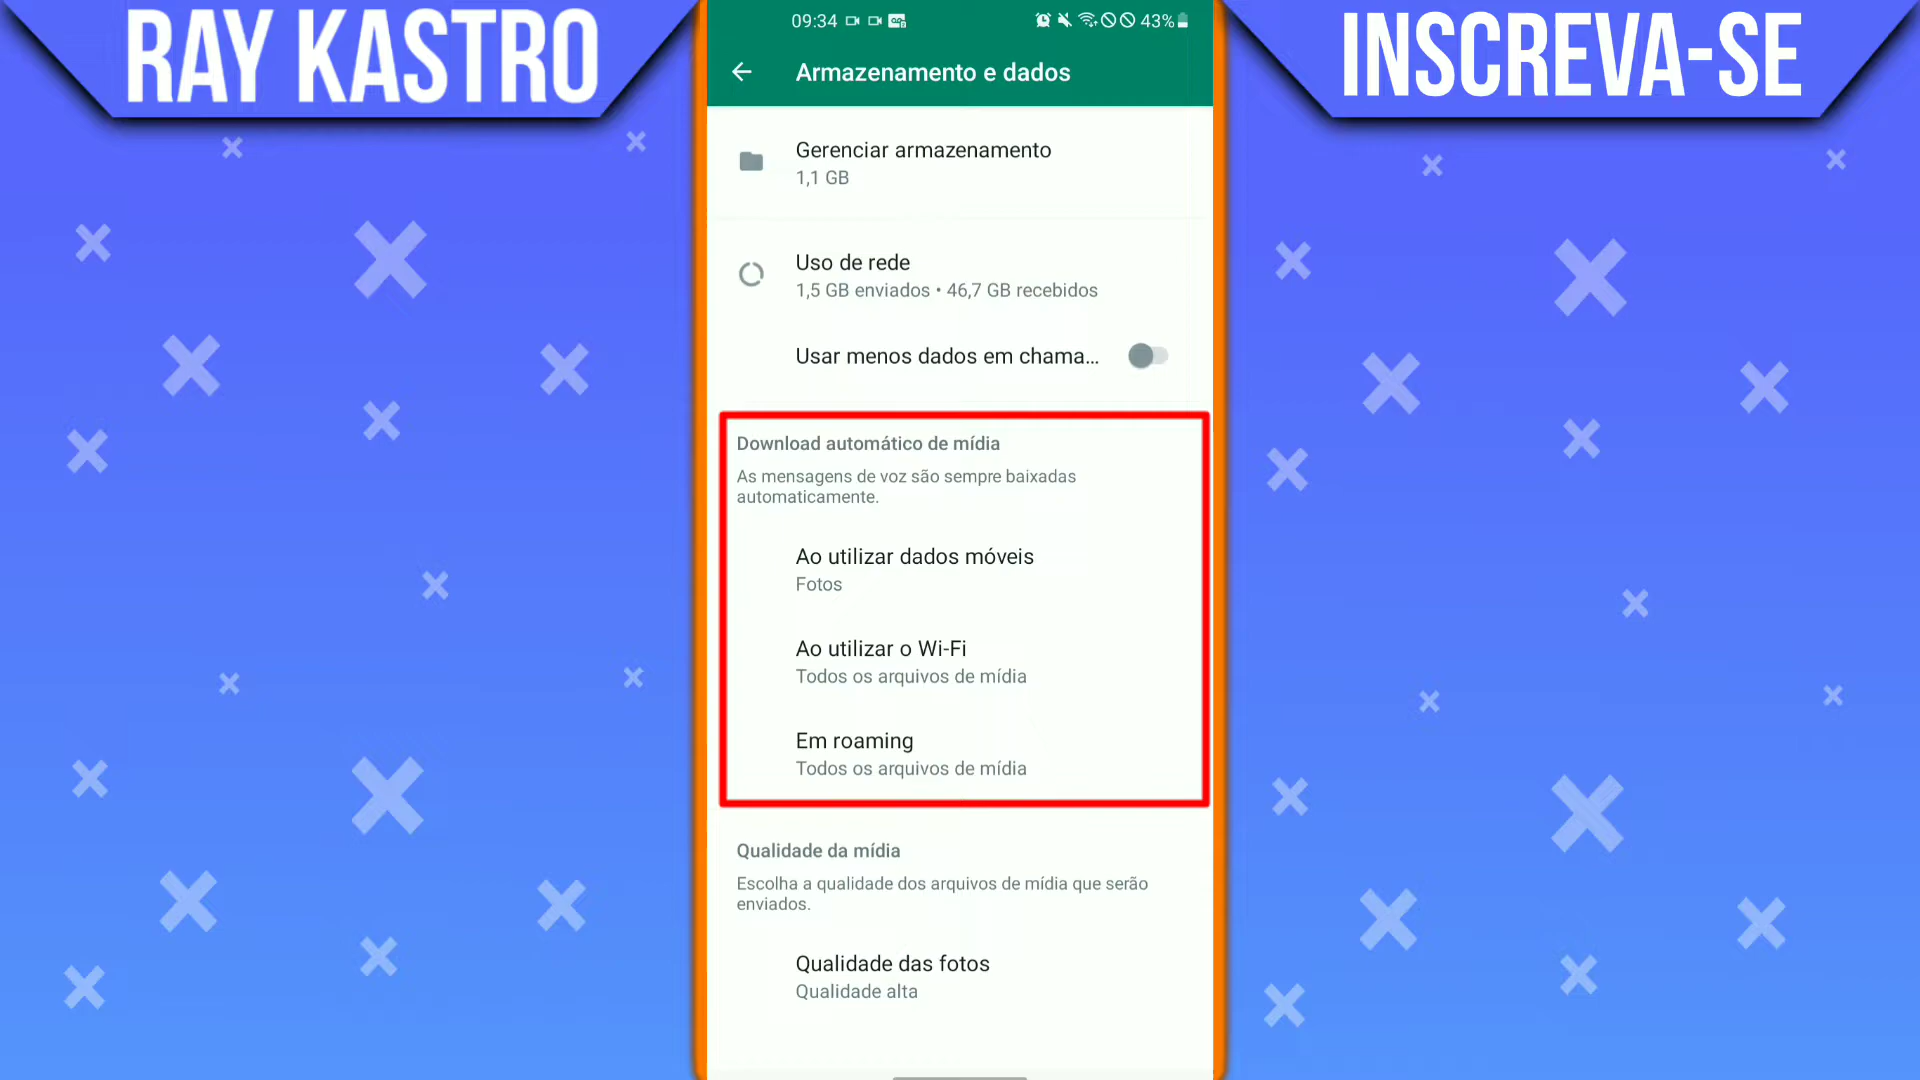 RAY KASTRO
INSCREVA-SE
09:34
43%
Armazenamento e dados
Gerenciar armazenamento
1,1 GB
Uso de rede
1,5 GB enviados • 46,7 GB recebidos
Usar menos dados em chama...
Download automático de mídia
As mensagens de voz são sempre baixadas
automaticamente.
Ao utilizar dados móveis
Fotos
Ao utilizar o Wi-Fi
Todos os arquivos de mídia
Em roaming
Todos os arquivos de mídia
Qualidade da mídia
Escolha a qualidade dos arquivos de mídia que serão
enviados.
Qualidade das fotos
Qualidade alta